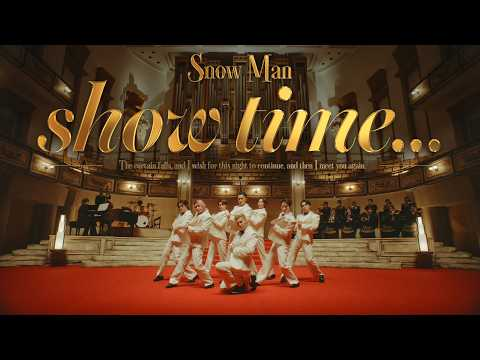 Snow Man
show time...
The curtain falls, and I wish for this night to continue, and then I meet you again.